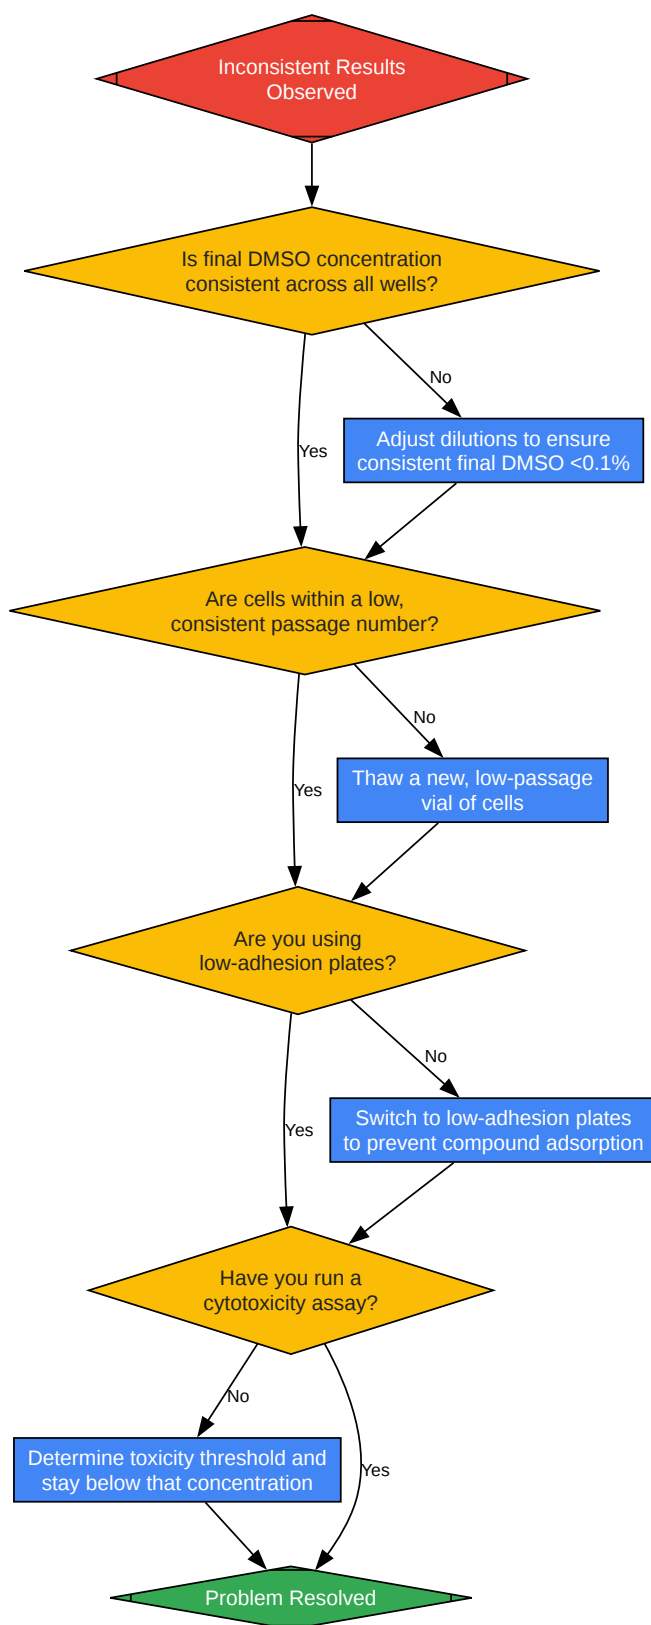 Inconsistent Results
Observed
Is final DMSO concentration
consistent across all wells?
No
Adjust dilutions to ensure
consistent final DMSO <0.1%
Yes
Are cells within a low,
consistent passage number?
No
Thaw a new, low-passage
vial of cells
Yes
Are you using
low-adhesion plates?
No
Switch to low-adhesion plates
to prevent compound adsorption
Yes
Have you run a
cytotoxicity assay?
No
Determine toxicity threshold and
stay below that concentration
Yes
Problem Resolved